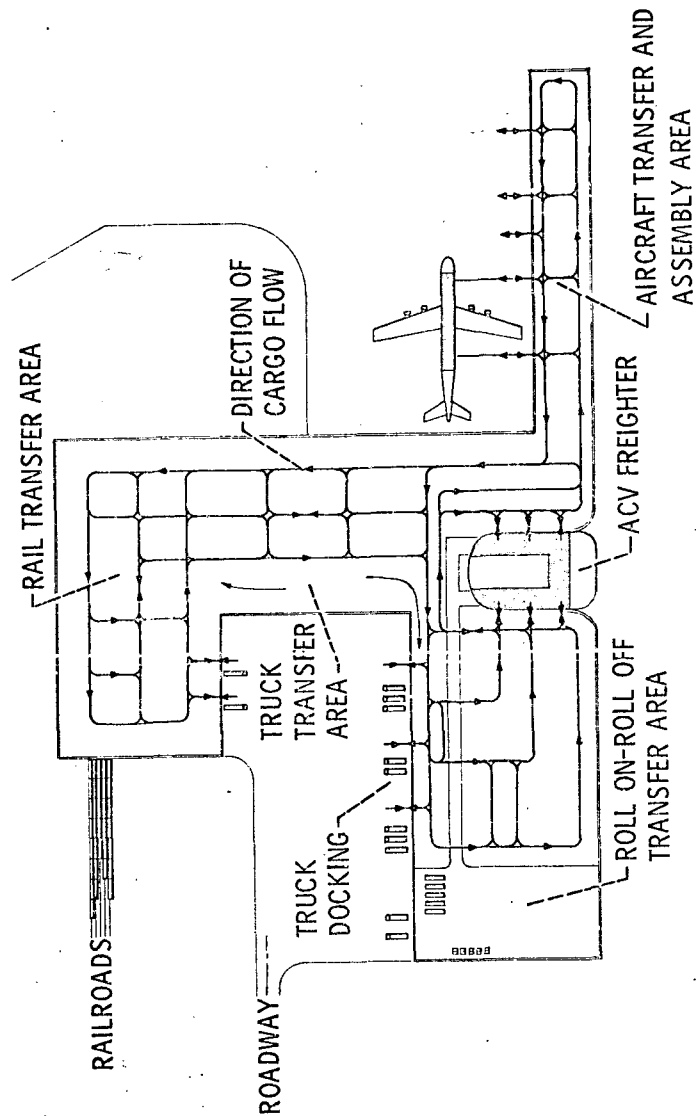 RAILROADS
RAIL TRANSFER AREA
DIRECTION OF
CARGO FLOW
ROADWAY
TRUCK
TRANSFER
AREA
TRUCK
DOCKING
ROLL ON-ROLL OFF
TRANSFER AREA
ACV FREIGHTER
AIRCRAFT TRANSFER AND
ASSEMBLY AREA